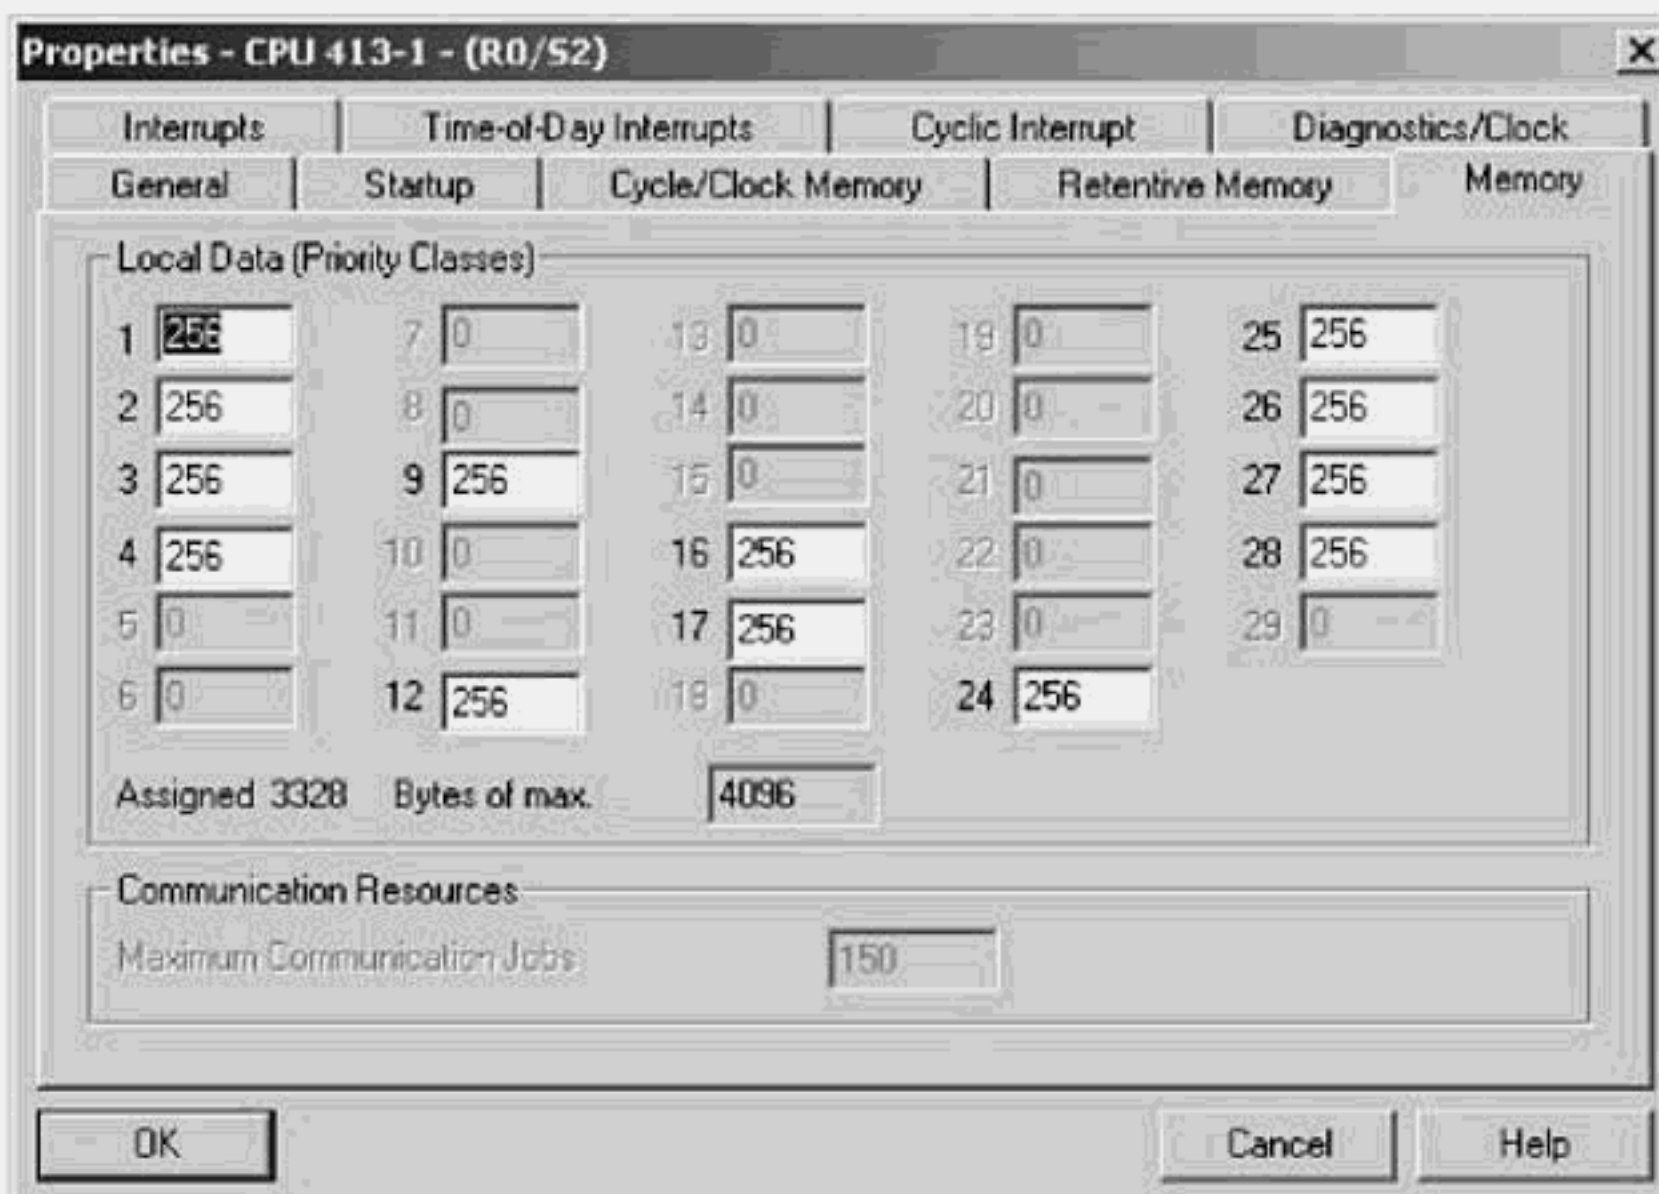 Properties - CPU 413-1 - (R0/S2)
Interrupts Time-of-Day Interrupts Cyclic Interrupt Diagnostics/Clock
General Startup Cycle/Clock Memory Retentive Memory Memory
Local Data (Priority Classes)
1 256 7 0 13 0 19 0 25 256
2 256 8 0 14 0 20 0 26 256
3 256 9 256 15 0 21 0 27 256
4 256 10 0 16 256 22 0 28 256
5 0 11 0 17 256 23 0 29 0
6 0 12 256 18 0 24 256
Assigned 3328 Bytes of max. 4096
Communication Resources
Maximum Communication Jobs 150
OK Cancel Help